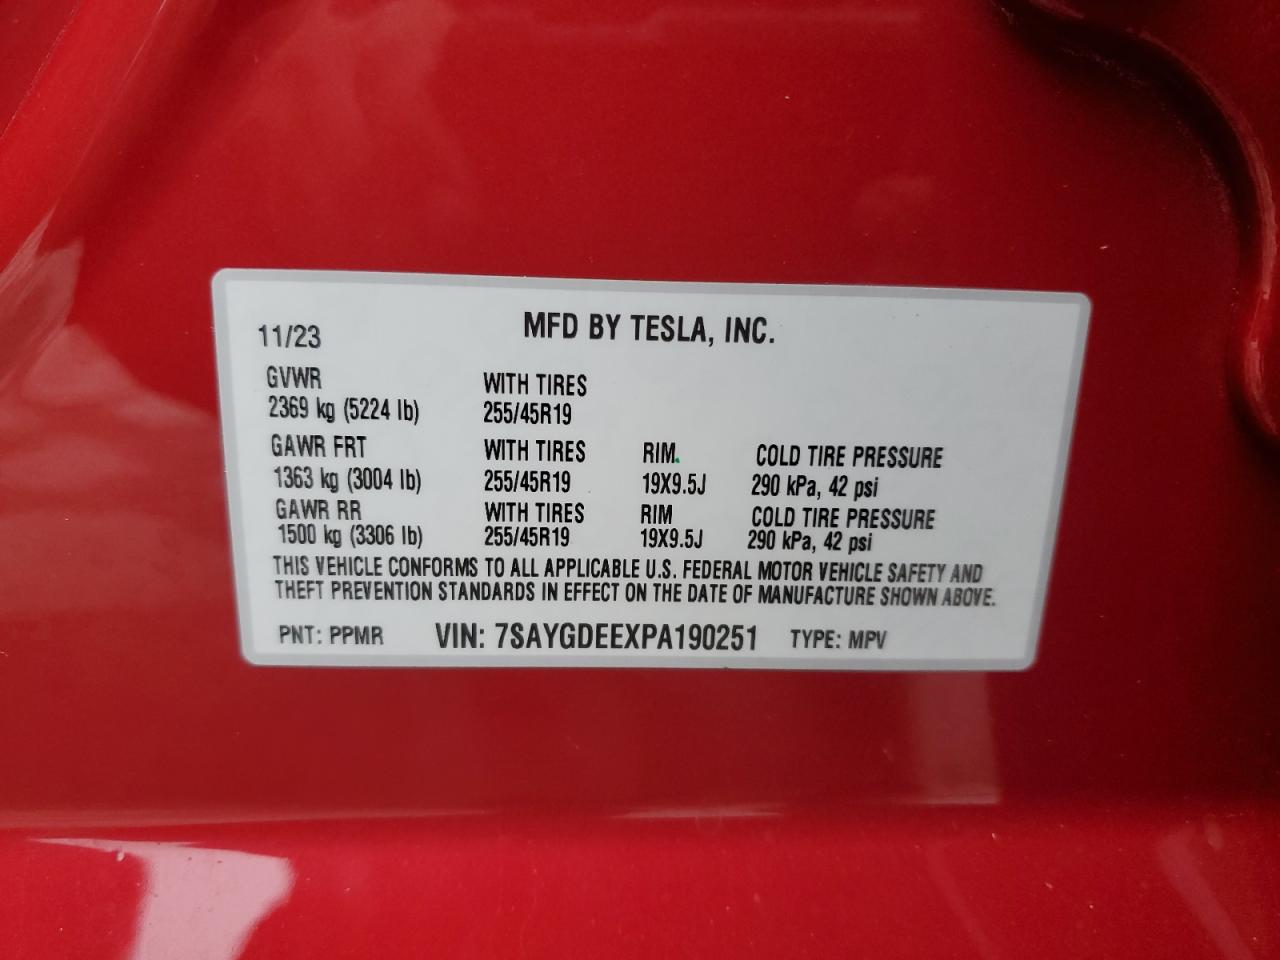 11/23 MFD BY TESLA, INC.
GVWR WITH TIRES
2369 kg (5224 lb) 255/45R19
GAWR FRT WITH TIRES RIM COLD TIRE PRESSURE
1363 kg (3004 lb) 255/45R19 19X9.5J 290 kPa, 42 psi
GAWR RR WITH TIRES RIM COLD TIRE PRESSURE
1500 kg (3306 lb) 255/45R19 19X9.5J 290 kPa, 42 psi
THIS VEHICLE CONFORMS TO ALL APPLICABLE U.S. FEDERAL MOTOR VEHICLE SAFETY AND
THEFT PREVENTION STANDARDS IN EFFECT ON THE DATE OF MANUFACTURE SHOWN ABOVE.
PNT: PPMR VIN: 7SAYGDEEXPA190251 TYPE: MPV